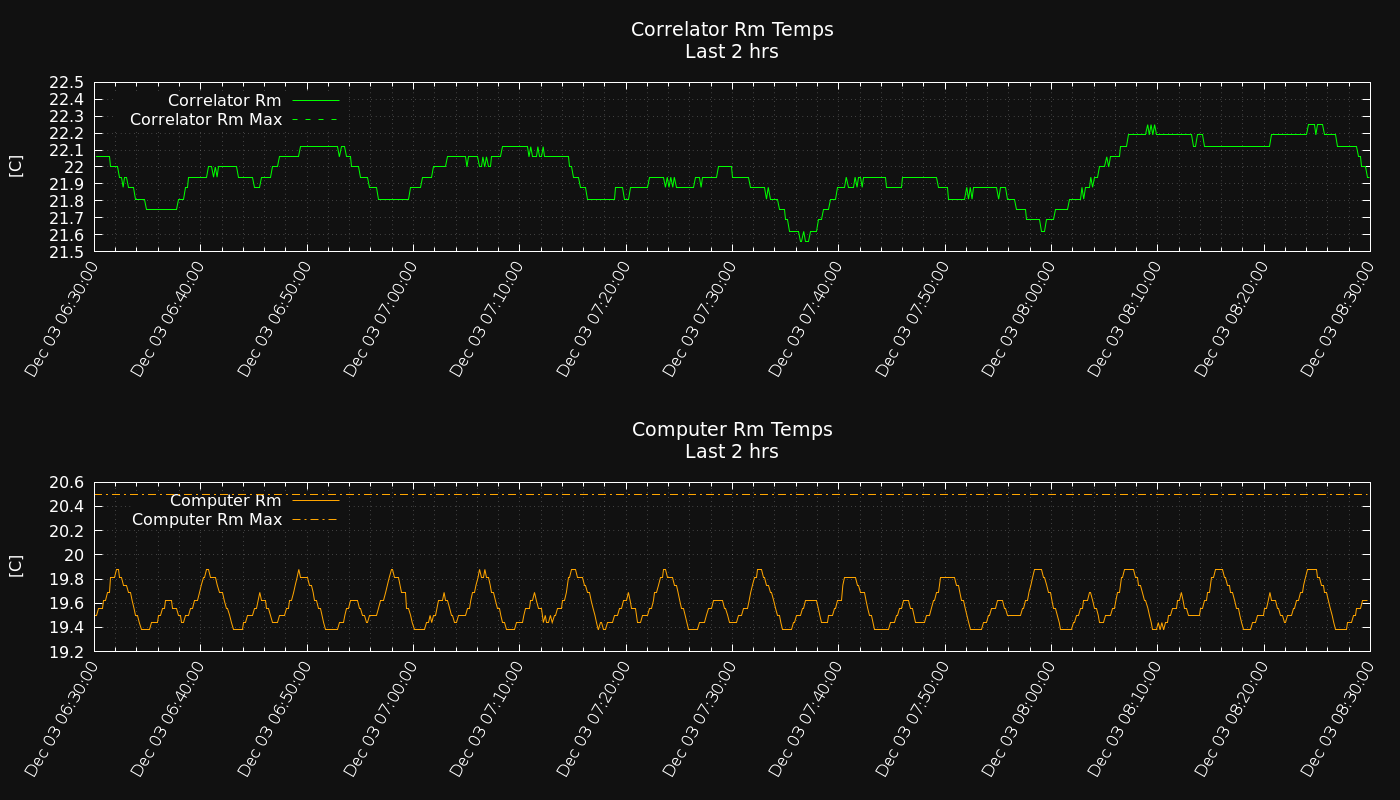 Correlator Rm Temps
Last 2 hrs
22.5
22.4
22.3
22.2
22.1
22
21.9
21.8
21.7
21.6
21.5
[C]
Correlator Rm
Correlator Rm Max
Dec 03 06:30:00
Dec 03 06:40:00
Dec 03 06:50:00
Dec 03 07:00:00
Dec 03 07:10:00
Dec 03 07:20:00
Dec 03 07:30:00
Dec 03 07:40:00
Dec 03 07:50:00
Dec 03 08:00:00
Dec 03 08:10:00
Dec 03 08:20:00
Dec 03 08:30:00
Computer Rm Temps
Last 2 hrs
20.6
20.4
20.2
20
19.8
19.6
19.4
19.2
[C]
Computer Rm
Computer Rm Max
Dec 03 06:30:00
Dec 03 06:40:00
Dec 03 06:50:00
Dec 03 07:00:00
Dec 03 07:10:00
Dec 03 07:20:00
Dec 03 07:30:00
Dec 03 07:40:00
Dec 03 07:50:00
Dec 03 08:00:00
Dec 03 08:10:00
Dec 03 08:20:00
Dec 03 08:30:00